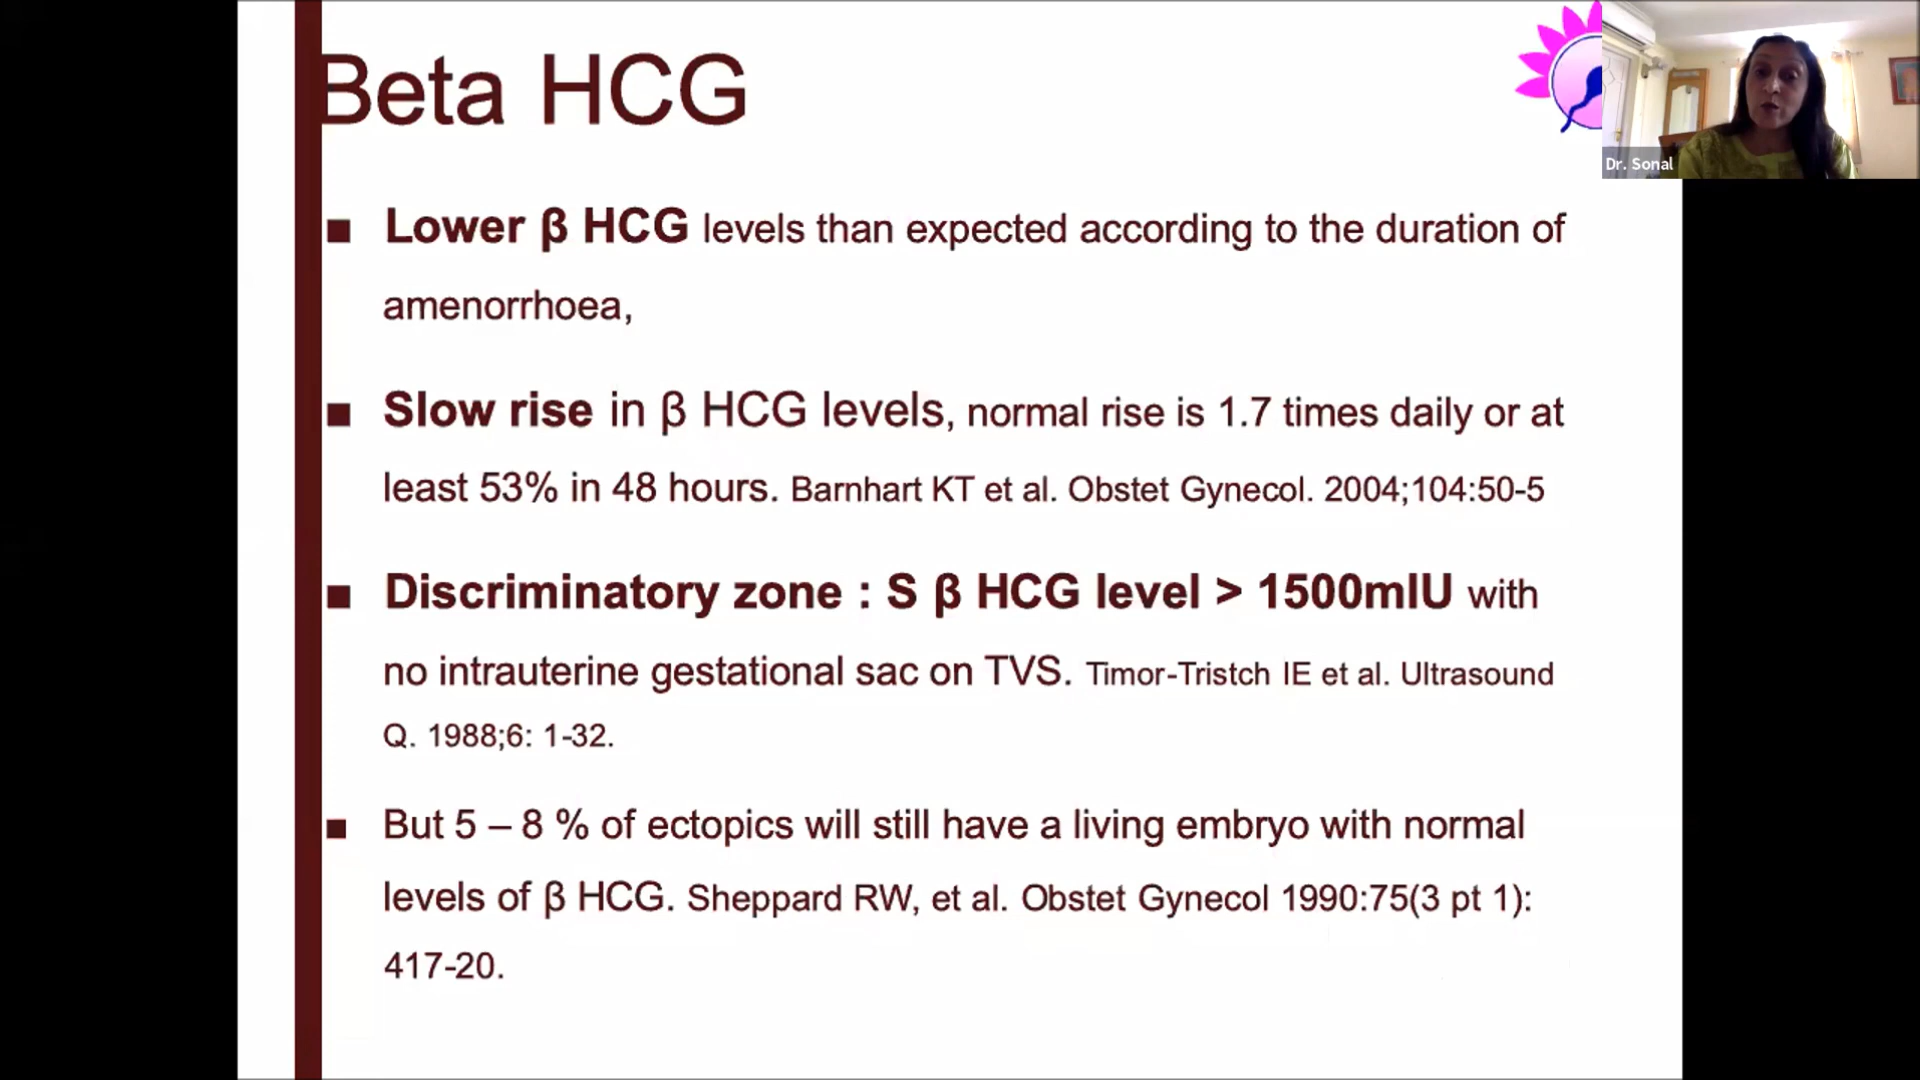 Beta HCG
Dr. Sonal
■ Lower β HCG levels than expected according to the duration of
amenorrhoea,
■ Slow rise in β HCG levels, normal rise is 1.7 times daily or at
least 53% in 48 hours. Barnhart KT et al. Obstet Gynecol. 2004;104:50-5
■ Discriminatory zone : S β HCG level > 1500mIU with
no intrauterine gestational sac on TVS. Timor-Tristch IE et al. Ultrasound
Q. 1988;6: 1-32.
■ But 5 – 8 % of ectopics will still have a living embryo with normal
levels of β HCG. Sheppard RW, et al. Obstet Gynecol 1990:75(3 pt 1):
417-20.